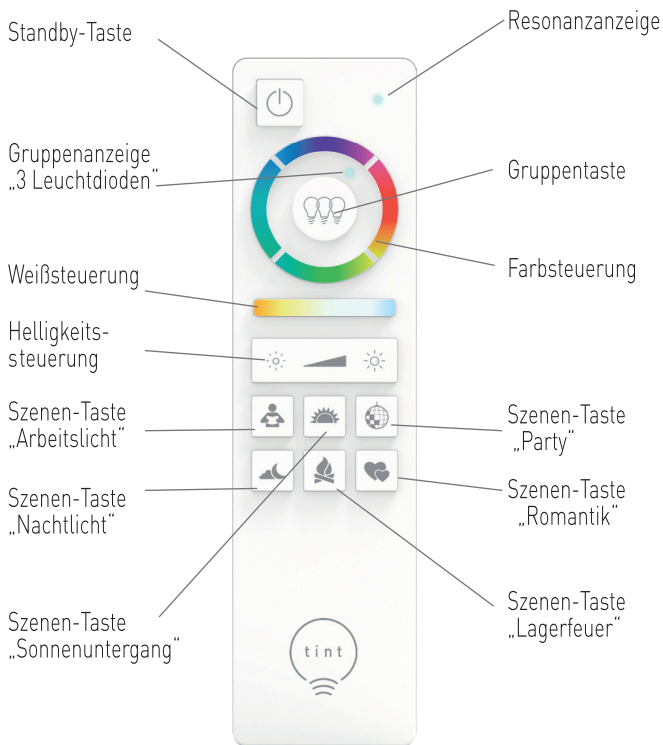 Standby-Taste
Resonanzanzeige
Gruppenanzeige
„3 Leuchtdioden“
Gruppentaste
Weißsteuerung
Farbsteuerung
Helligkeits-
steuerung
Szenen-Taste
„Arbeitslicht“
Szenen-Taste
„Party“
Szenen-Taste
„Nachtlicht“
Szenen-Taste
„Romantik“
Szenen-Taste
„Sonnenuntergang“
Szenen-Taste
„Lagerfeuer“
tint